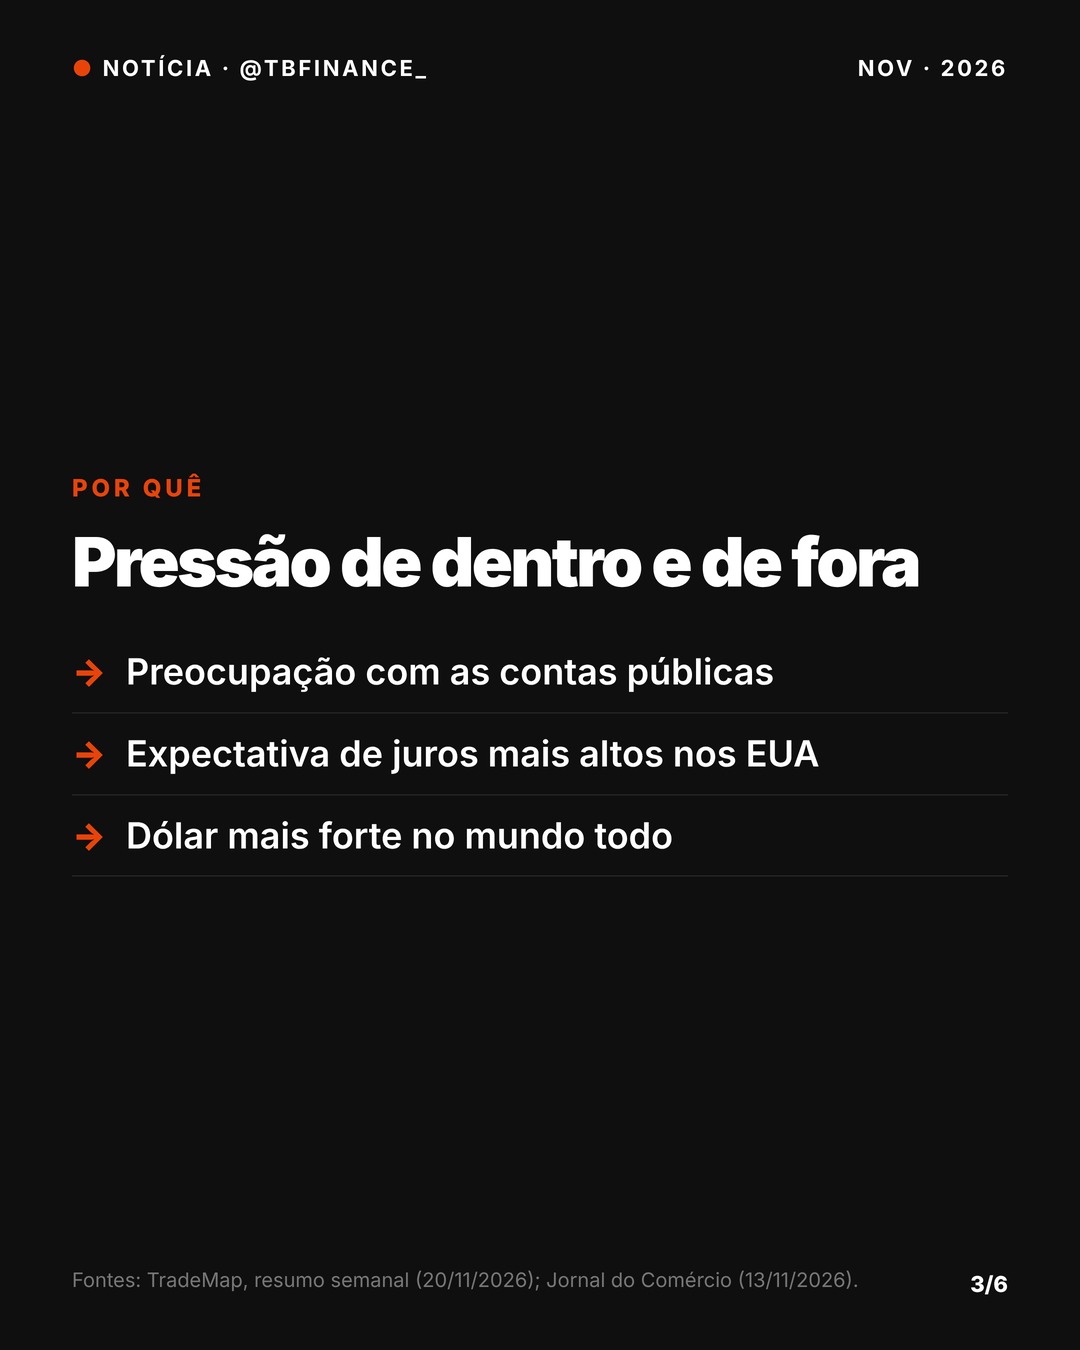 NOTÍCIA · @TBFINANCE_
NOV · 2026
POR QUÊ
Pressão de dentro e de fora
→ Preocupação com as contas públicas
→ Expectativa de juros mais altos nos EUA
→ Dólar mais forte no mundo todo
Fontes: TradeMap, resumo semanal (20/11/2026); Jornal do Comércio (13/11/2026).
3/6